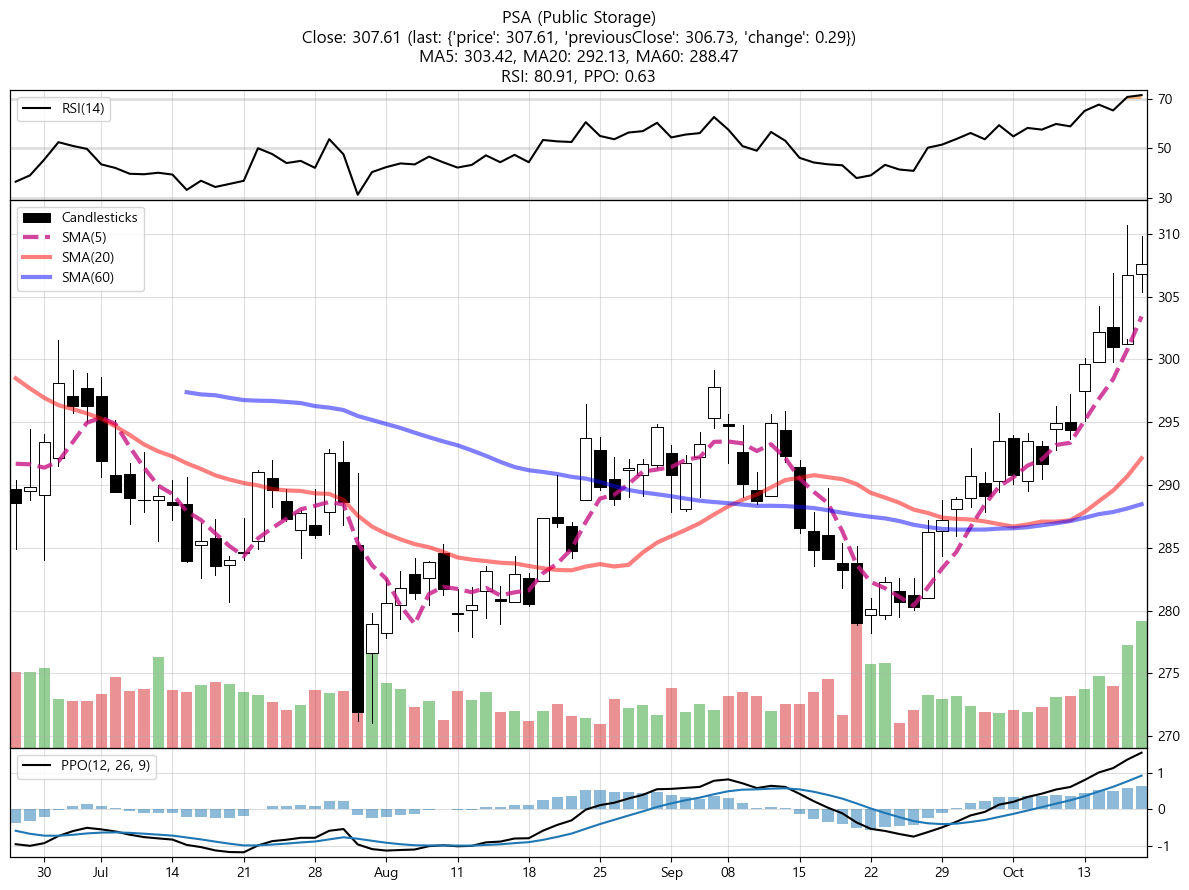 PSA (Public Storage)
Close: 307.61 (last: {'price': 307.61, 'previousClose': 306.73, 'change': 0.29})
MA5: 303.42, MA20: 292.13, MA60: 288.47
RSI: 80.91, PPO: 0.63
RSI(14)
70
50
30
Candlesticks
SMA(5)
SMA(20)
SMA(60)
310
305
300
295
290
285
280
275
270
PPO(12, 26, 9)
1
0
-1
30 Jul 14 21 28 Aug 11 18 25 Sep 08 15 22 29 Oct 13